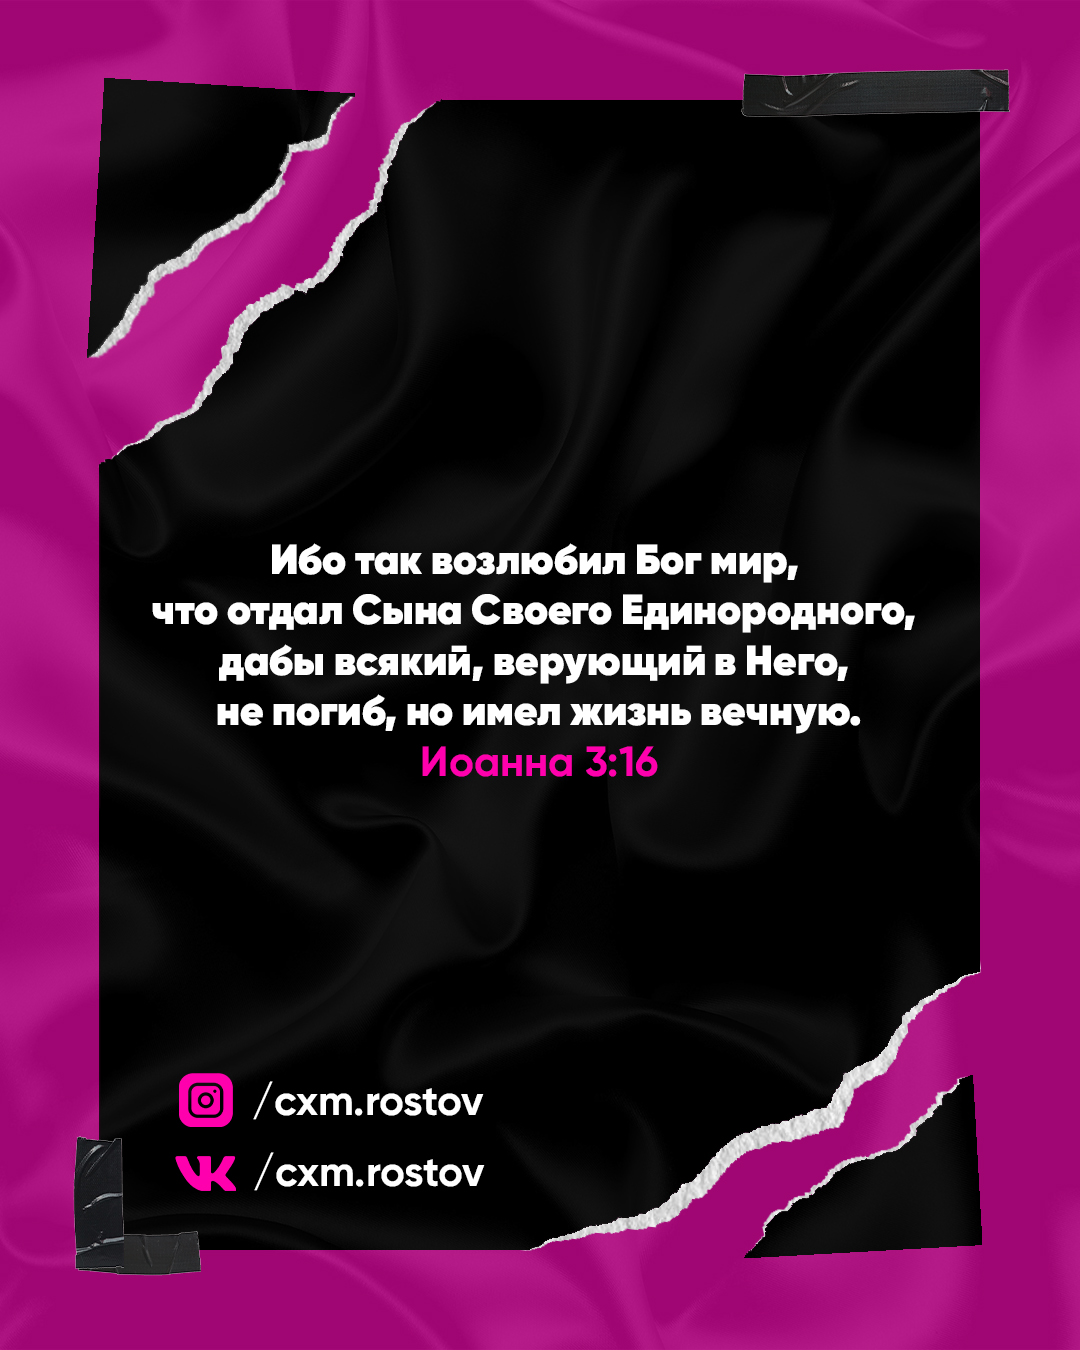 Ибо так возлюбил Бог мир,
что отдал Сына Своего Единородного,
дабы всякий, верующий в Него,
не погиб, но имел жизнь вечную.
Иоанна 3:16
/cxm.rostov
/cxm.rostov